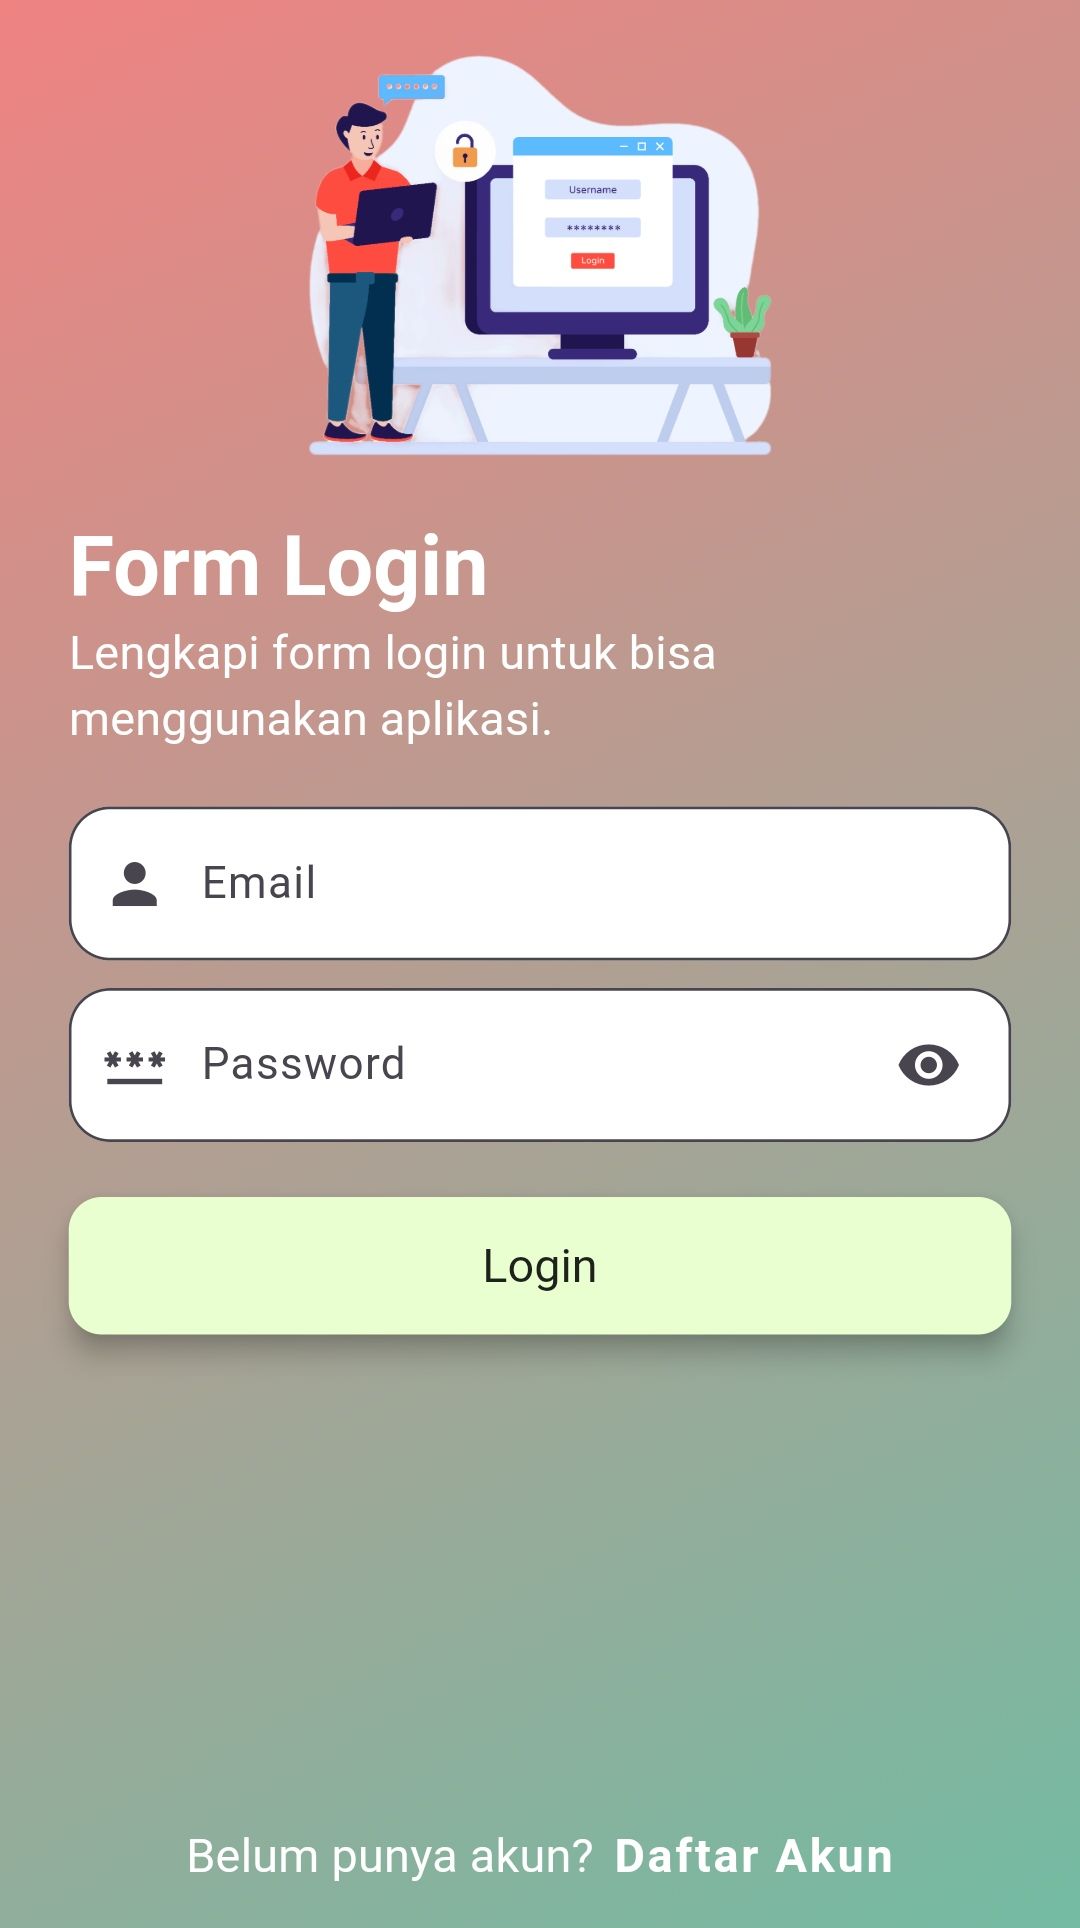 Username
********
Login
Form Login
Lengkapi form login untuk bisa
menggunakan aplikasi.
Email
*** Password
Login
Belum punya akun? Daftar Akun